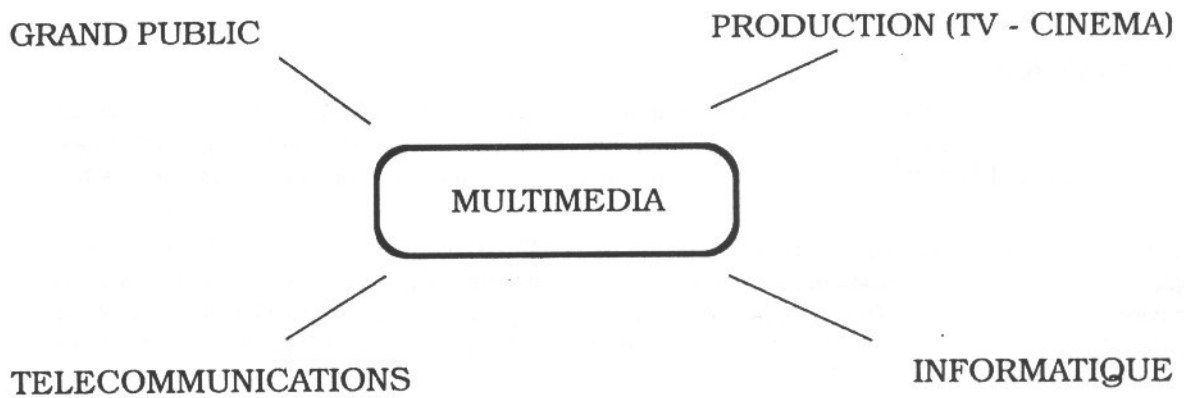 GRAND PUBLIC
PRODUCTION (TV - CINEMA)
MULTIMEDIA
TELECOMMUNICATIONS
INFORMATIQUE